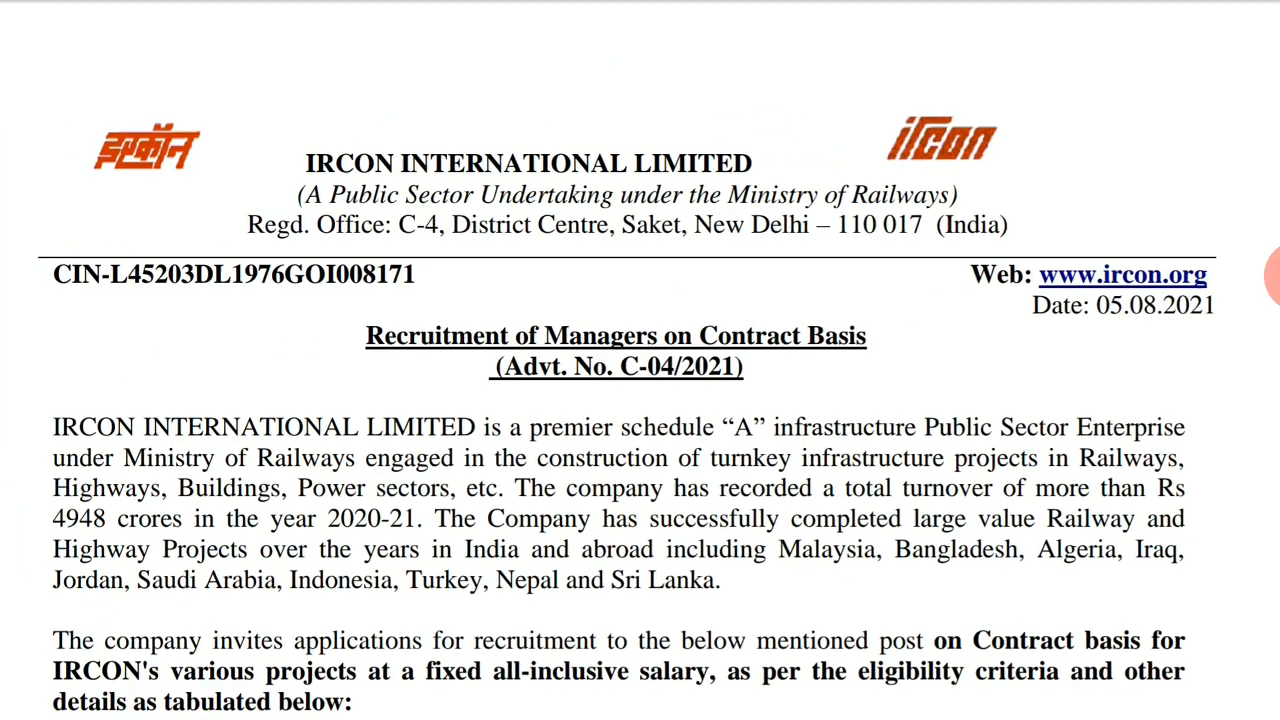 इरकॉन
ircon
IRCON INTERNATIONAL LIMITED
(A Public Sector Undertaking under the Ministry of Railways)
Regd. Office: C-4, District Centre, Saket, New Delhi – 110 017 (India)
CIN-L45203DL1976GOI008171 Web: www.ircon.org
Date: 05.08.2021
Recruitment of Managers on Contract Basis
(Advt. No. C-04/2021)
IRCON INTERNATIONAL LIMITED is a premier schedule “A” infrastructure Public Sector Enterprise
under Ministry of Railways engaged in the construction of turnkey infrastructure projects in Railways,
Highways, Buildings, Power sectors, etc. The company has recorded a total turnover of more than Rs
4948 crores in the year 2020-21. The Company has successfully completed large value Railway and
Highway Projects over the years in India and abroad including Malaysia, Bangladesh, Algeria, Iraq,
Jordan, Saudi Arabia, Indonesia, Turkey, Nepal and Sri Lanka.
The company invites applications for recruitment to the below mentioned post on Contract basis for
IRCON's various projects at a fixed all-inclusive salary, as per the eligibility criteria and other
details as tabulated below: